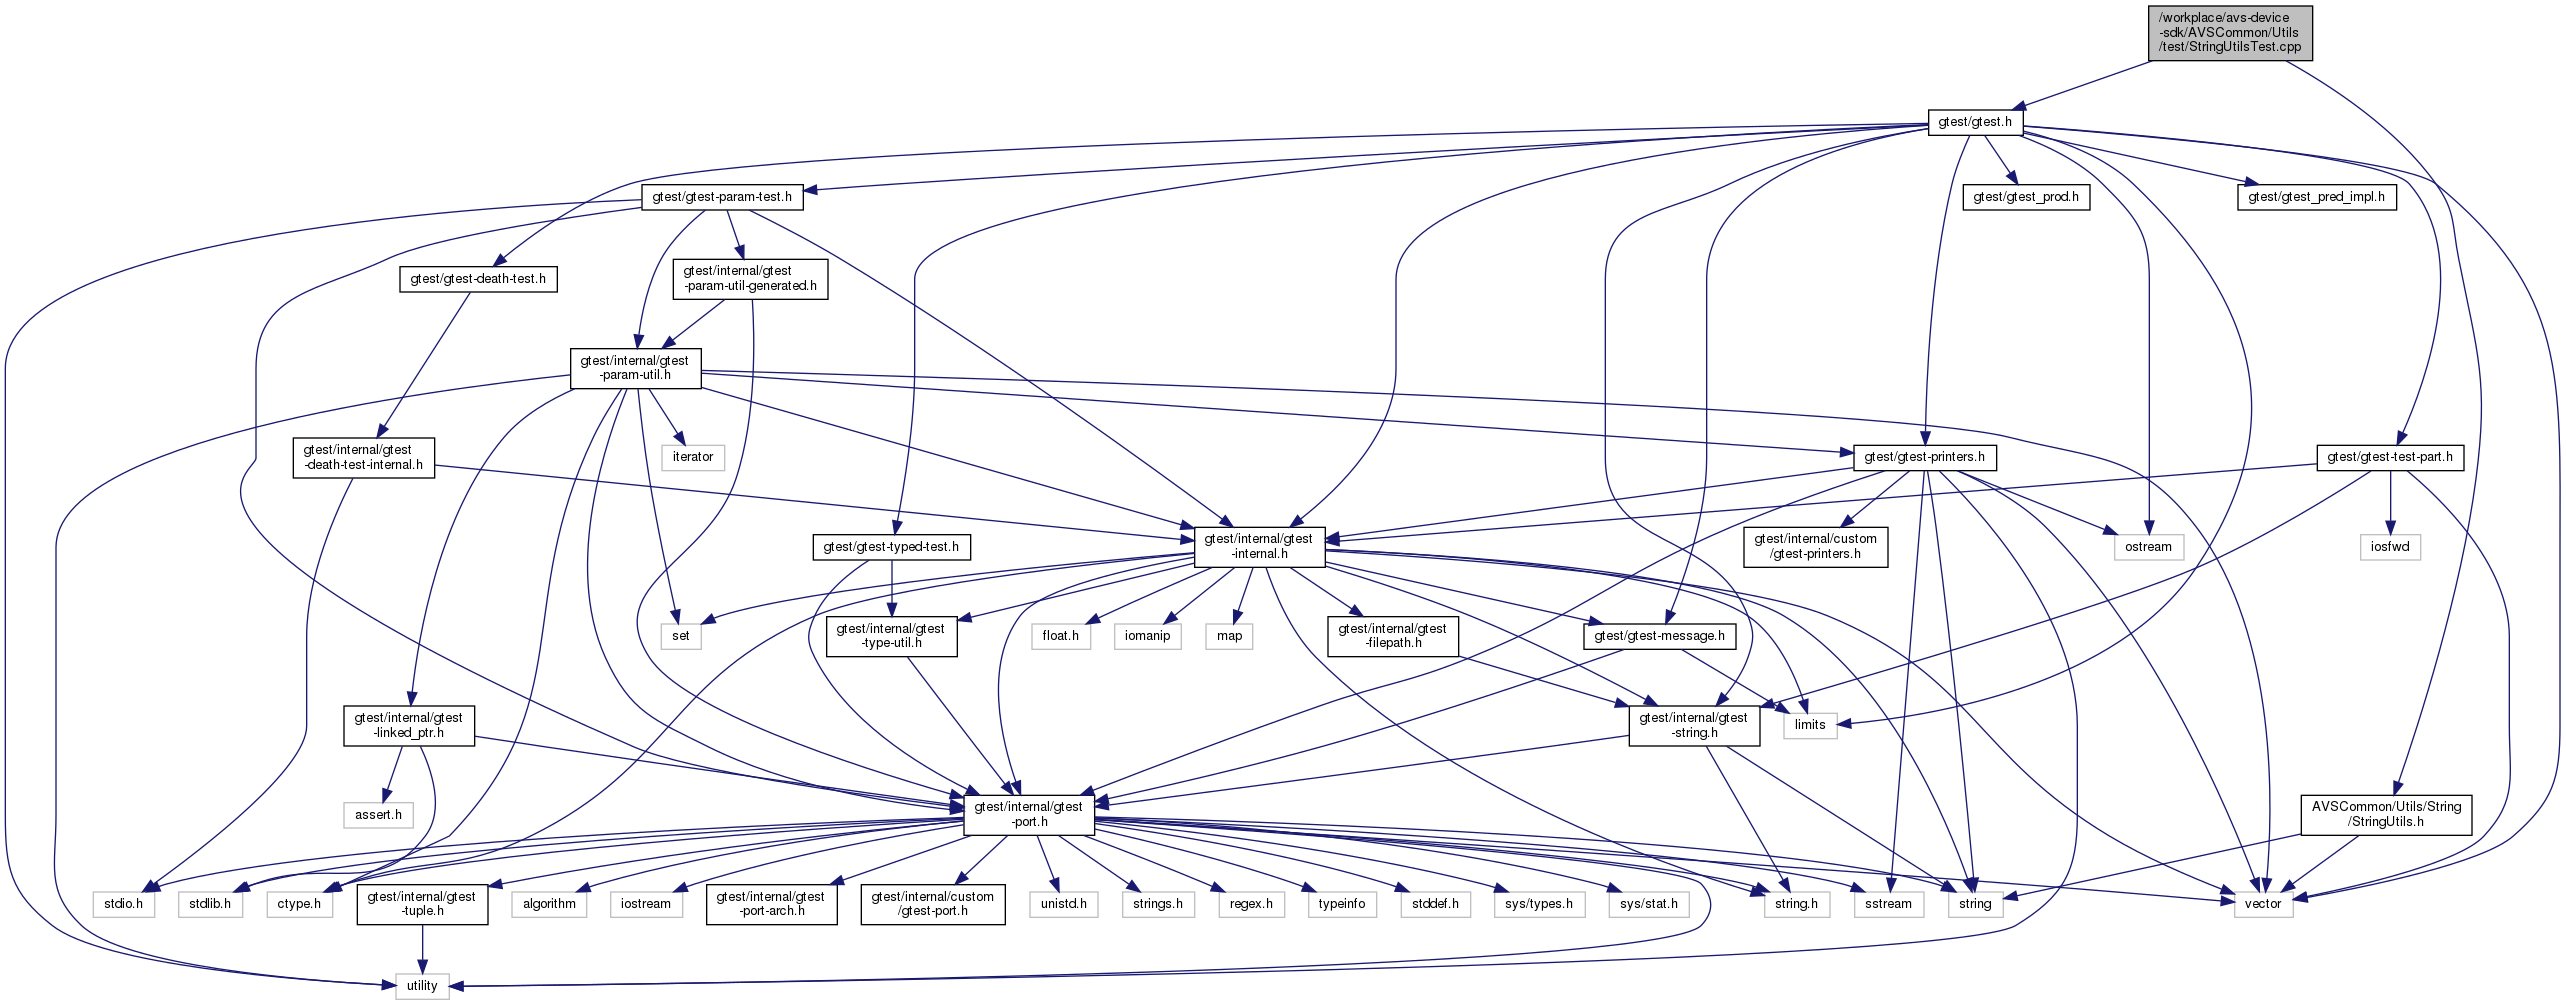 /workplace/avs-device
-sdk/AVSCommon/Utils
/test/StringUtilsTest.cpp
gtest/gtest.h
gtest/gtest-param-test.h
gtest/gtest_prod.h
gtest/gtest_pred_impl.h
gtest/gtest-death-test.h
gtest/internal/gtest
-param-util-generated.h
gtest/internal/gtest
-param-util.h
gtest/internal/gtest
-death-test-internal.h
iterator
gtest/gtest-printers.h
gtest/gtest-test-part.h
gtest/gtest-typed-test.h
gtest/internal/gtest
-internal.h
gtest/internal/custom
/gtest-printers.h
ostream
iosfwd
set
gtest/internal/gtest
-type-util.h
float.h
iomanip
map
gtest/internal/gtest
-filepath.h
gtest/gtest-message.h
gtest/internal/gtest
-linked_ptr.h
gtest/internal/gtest
-string.h
limits
assert.h
gtest/internal/gtest
-port.h
AVSCommon/Utils/String
/StringUtils.h
stdio.h
stdlib.h
ctype.h
gtest/internal/gtest
-tuple.h
algorithm
iostream
gtest/internal/gtest
-port-arch.h
gtest/internal/custom
/gtest-port.h
unistd.h
strings.h
regex.h
typeinfo
stddef.h
sys/types.h
sys/stat.h
string.h
sstream
string
vector
utility